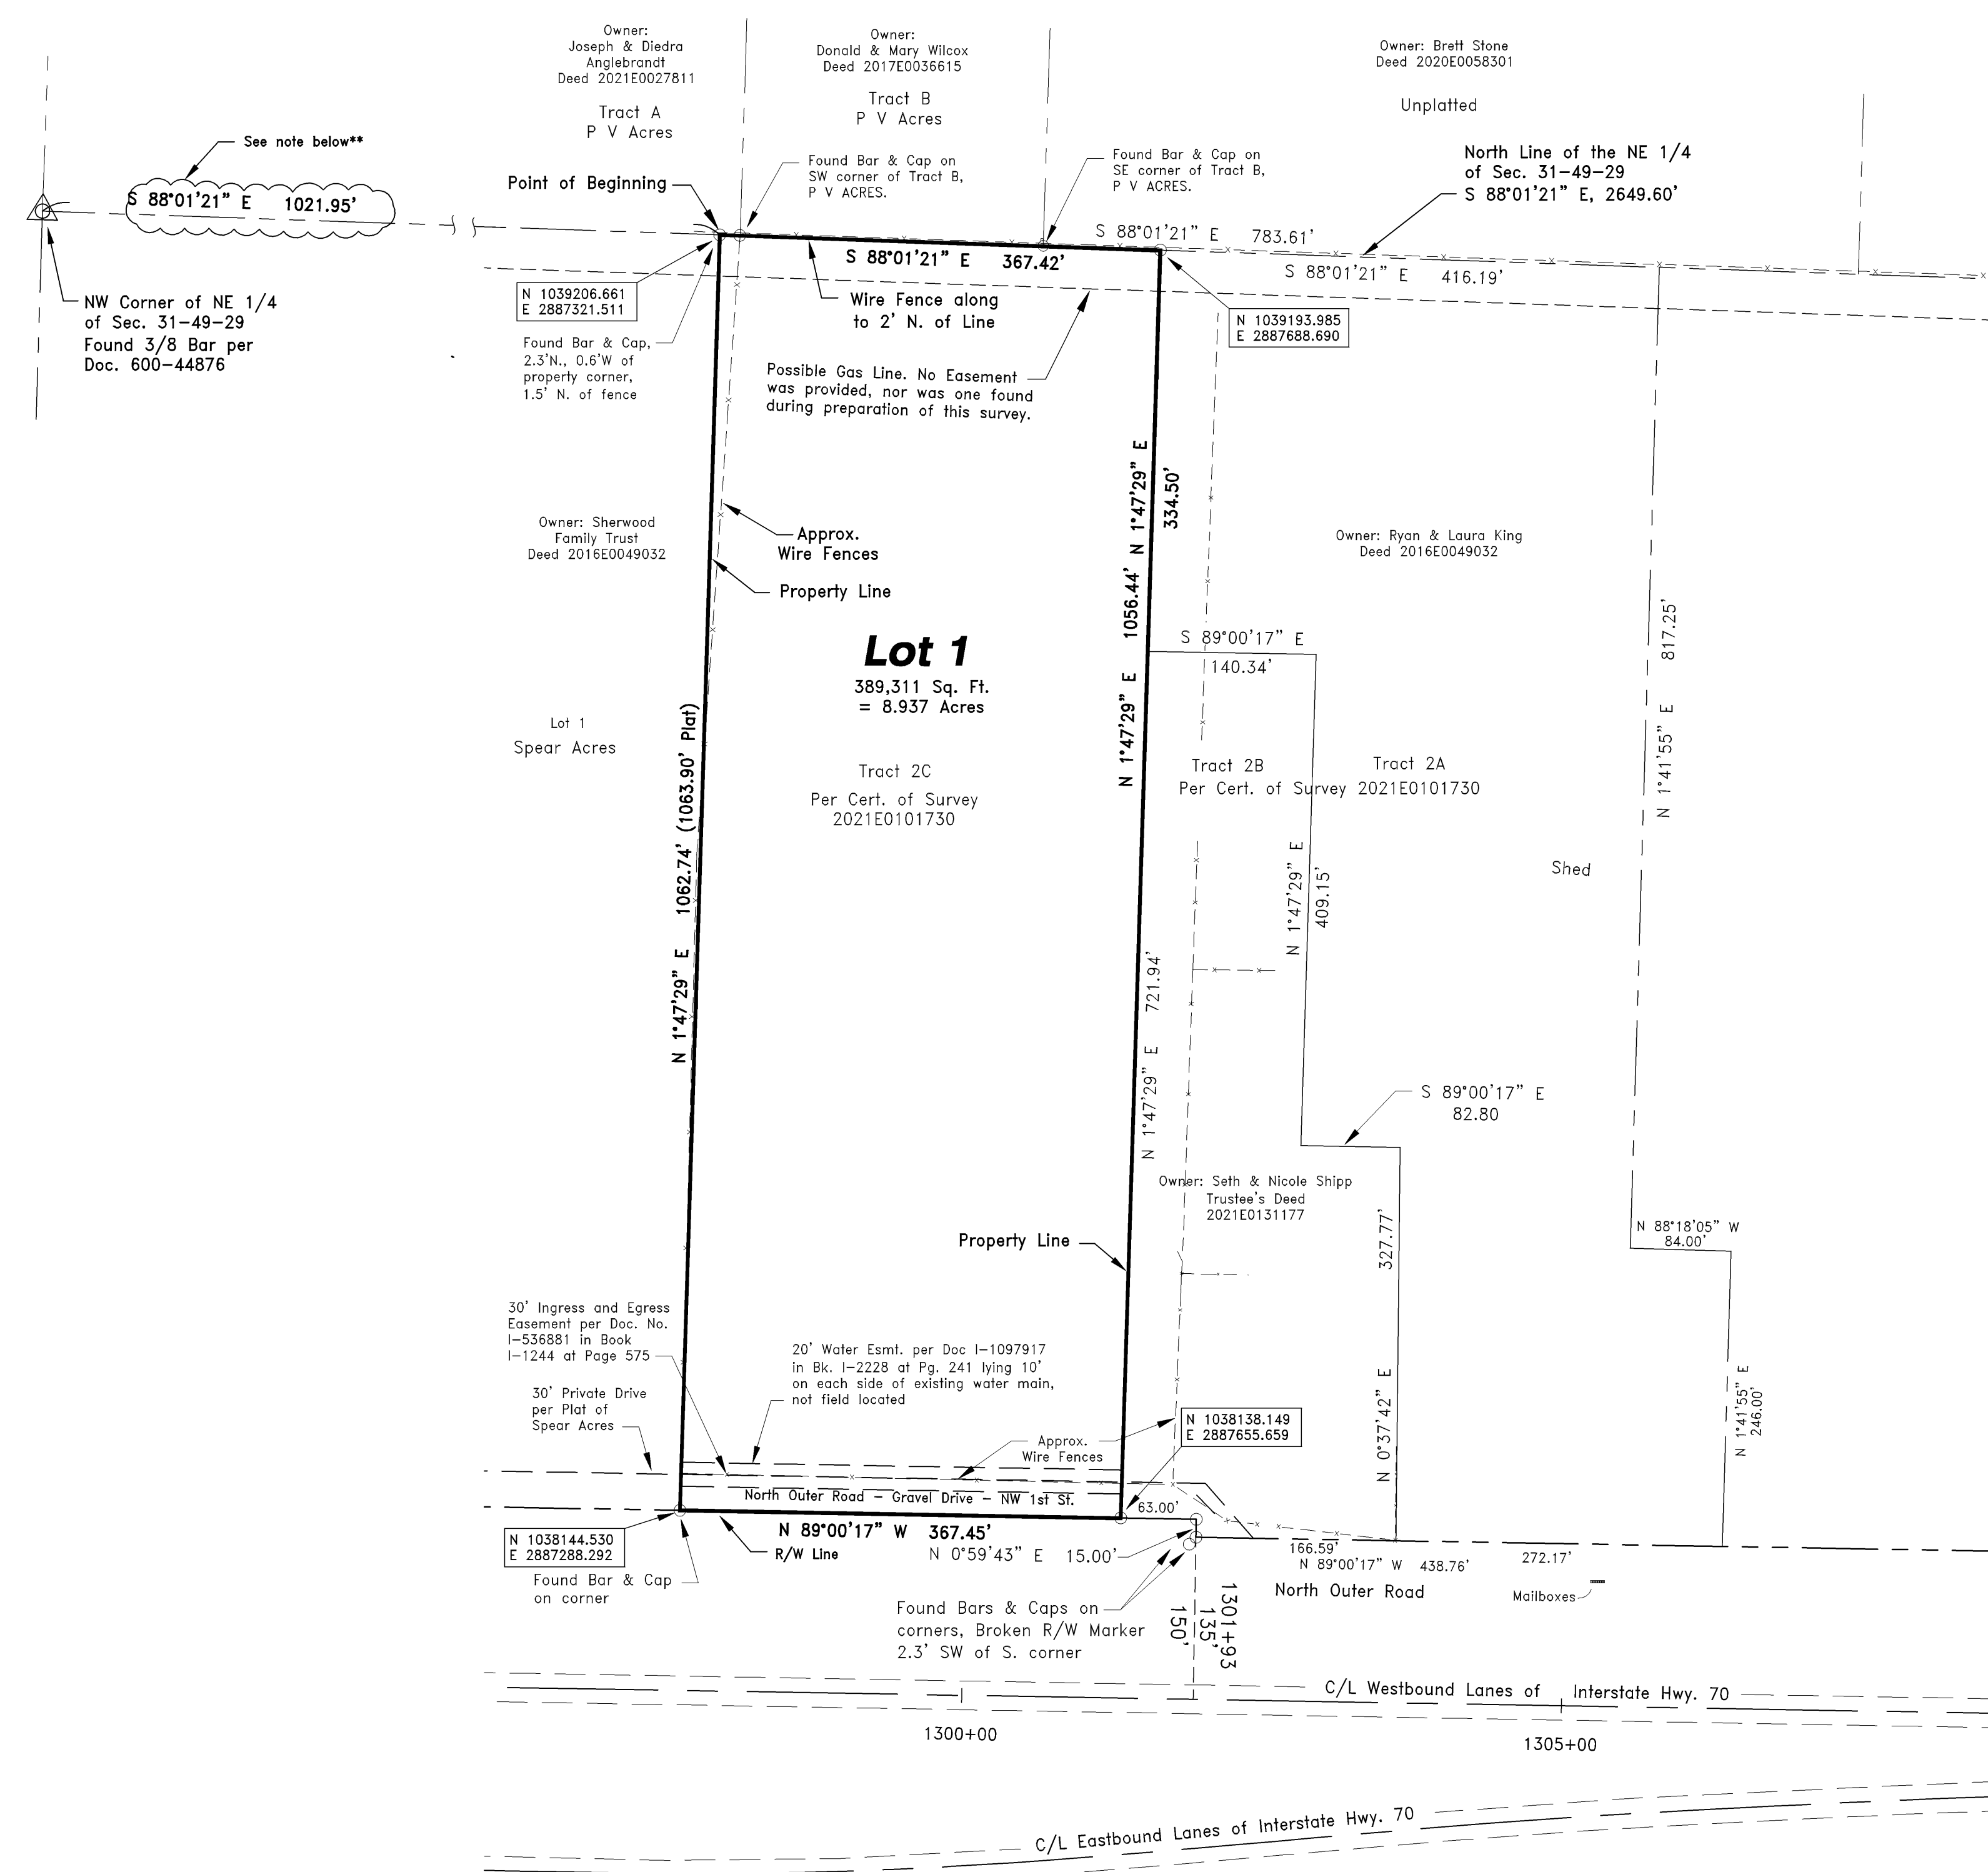 Owner:
Joseph & Diedra
Anglebrandt
Deed 2021E0027811
Tract A
P V Acres
Owner:
Donald & Mary Wilcox
Deed 2017E0036615
Tract B
P V Acres
Owner: Brett Stone
Deed 2020E0058301
Unplatted
See note below**
S 88°01'21" E 1021.95'
Point of Beginning
Found Bar & Cap on
SW corner of Tract B,
P V ACRES.
Found Bar & Cap on
SE corner of Tract B,
P V ACRES.
North Line of the NE 1/4
of Sec. 31-49-29
S 88°01'21" E, 2649.60'
S 88°01'21" E 783.61'
S 88°01'21" E 367.42'
S 88°01'21" E 416.19'
NW Corner of NE 1/4
of Sec. 31-49-29
Found 3/8 Bar per
Doc. 600-44876
N 1039206.661
E 2887321.511
Found Bar & Cap,
2.3'N., 0.6'W of
property corner,
1.5' N. of fence
Wire Fence along
to 2' N. of Line
N 1039193.985
E 2887688.690
Possible Gas Line. No Easement
was provided, nor was one found
during preparation of this survey.
N 1°47'29" E
334.50'
Owner: Sherwood
Family Trust
Deed 2016E0049032
Approx.
Wire Fences
Property Line
Owner: Ryan & Laura King
Deed 2016E0049032
N 1°47'29" E 1056.44'
Lot 1
389,311 Sq. Ft.
= 8.937 Acres
S 89°00'17" E
140.34'
N 1°41'55" E 817.25'
Lot 1
Spear Acres
Tract 2C
Per Cert. of Survey
2021E0101730
Tract 2B
Tract 2A
Per Cert. of Survey 2021E0101730
N 1°47'29" E 1062.74' (1063.90' Plat)
N 1°47'29" E
409.15'
Shed
N 1°47'29" E 721.94'
S 89°00'17" E
82.80
Owner: Seth & Nicole Shipp
Trustee's Deed
2021E0131177
Property Line
N 0°37'42" E 327.77'
N 88°18'05" W
84.00'
N 1°41'55" E
246.00'
30' Ingress and Egress
Easement per Doc. No.
I-536881 in Book
I-1244 at Page 575
20' Water Esmt. per Doc I-1097917
in Bk. I-2228 at Pg. 241 lying 10'
on each side of existing water main,
not field located
30' Private Drive
per Plat of
Spear Acres
Approx.
Wire Fences
N 1038138.149
E 2887655.659
North Outer Road - Gravel Drive - NW 1st St.
63.00'
N 1038144.530
E 2887288.292
N 89°00'17" W 367.45'
R/W Line
N 0°59'43" E 15.00'
Found Bar & Cap
on corner
166.59'
N 89°00'17" W 438.76'
272.17'
North Outer Road
Mailboxes
Found Bars & Caps on
corners, Broken R/W Marker
2.3' SW of S. corner
1301+93
135'
150'
C/L Westbound Lanes of Interstate Hwy. 70
1300+00
1305+00
C/L Eastbound Lanes of Interstate Hwy. 70